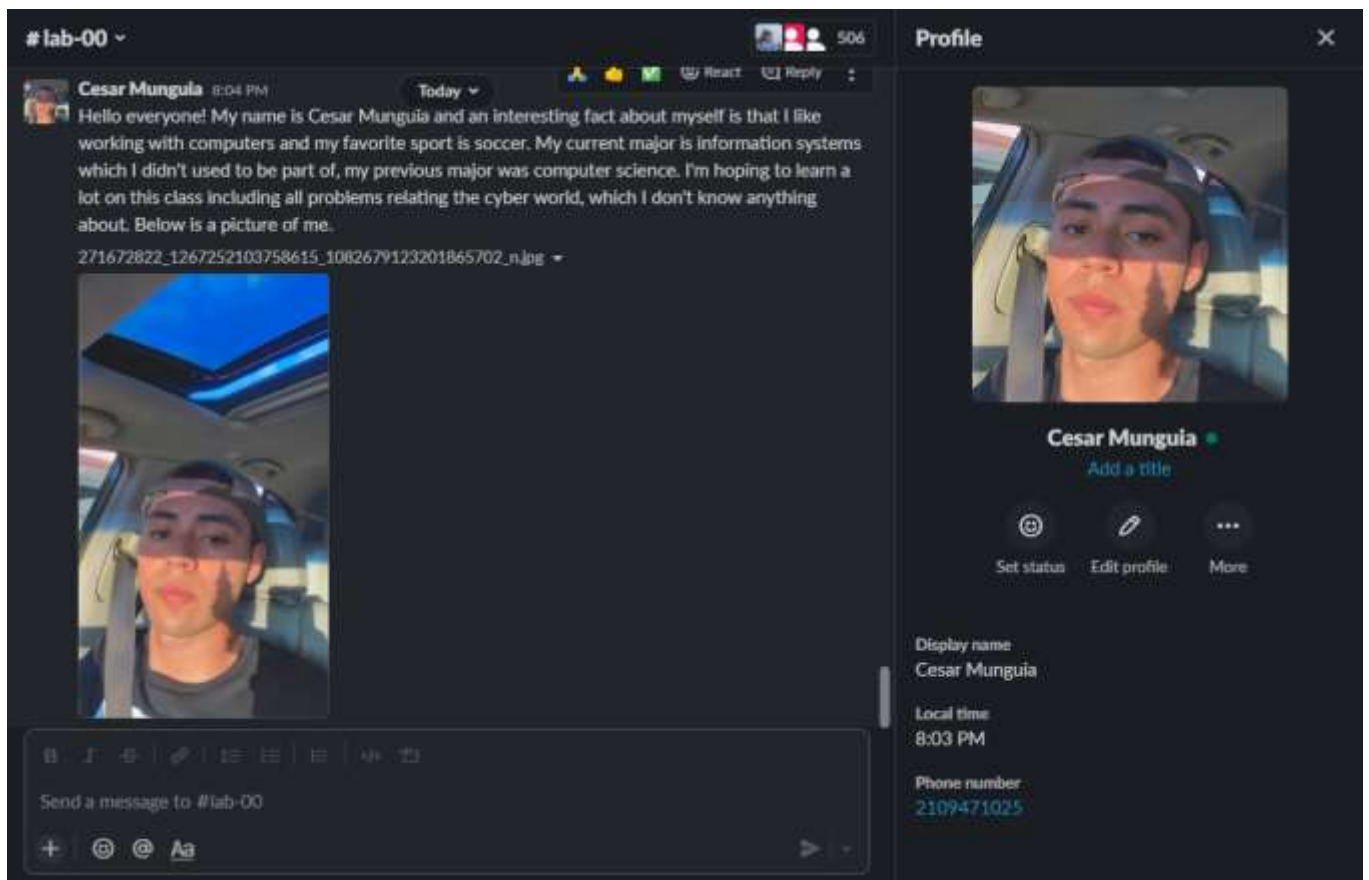 # lab-00
506
Cesar Munguia 8:04 PM
Today
React Reply
Hello everyone! My name is Cesar Munguia and an interesting fact about myself is that I like
working with computers and my favorite sport is soccer. My current major is information systems
which I didn't used to be part of, my previous major was computer science. I'm hoping to learn a
lot on this class including all problems relating the cyber world, which I don't know anything
about. Below is a picture of me.
271672822_1267252103758615_1082679123201865702_n.jpg
Send a message to #lab-00
Aa
Profile
Cesar Munguia
Add a title
Set status Edit profile More
Display name
Cesar Munguia
Local time
8:03 PM
Phone number
2109471025